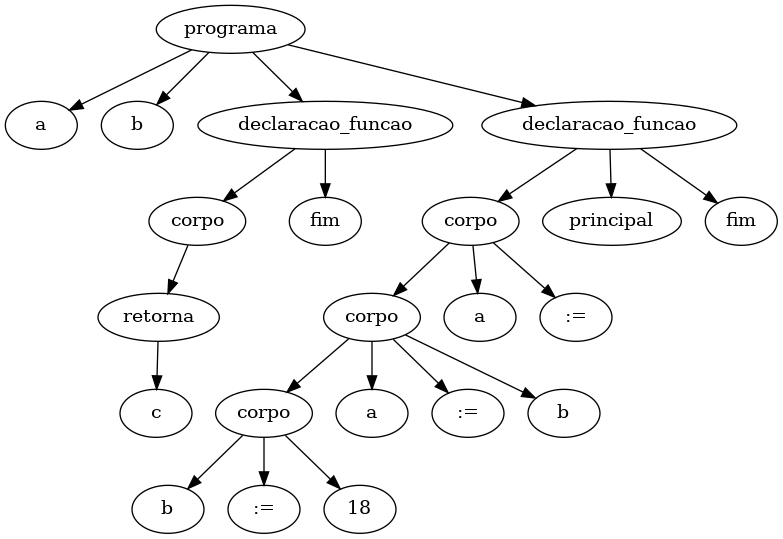 programa
a b declaracao_funcao declaracao_funcao
corpo fim corpo principal fim
retorna corpo a :=
c corpo a := b
b := 18